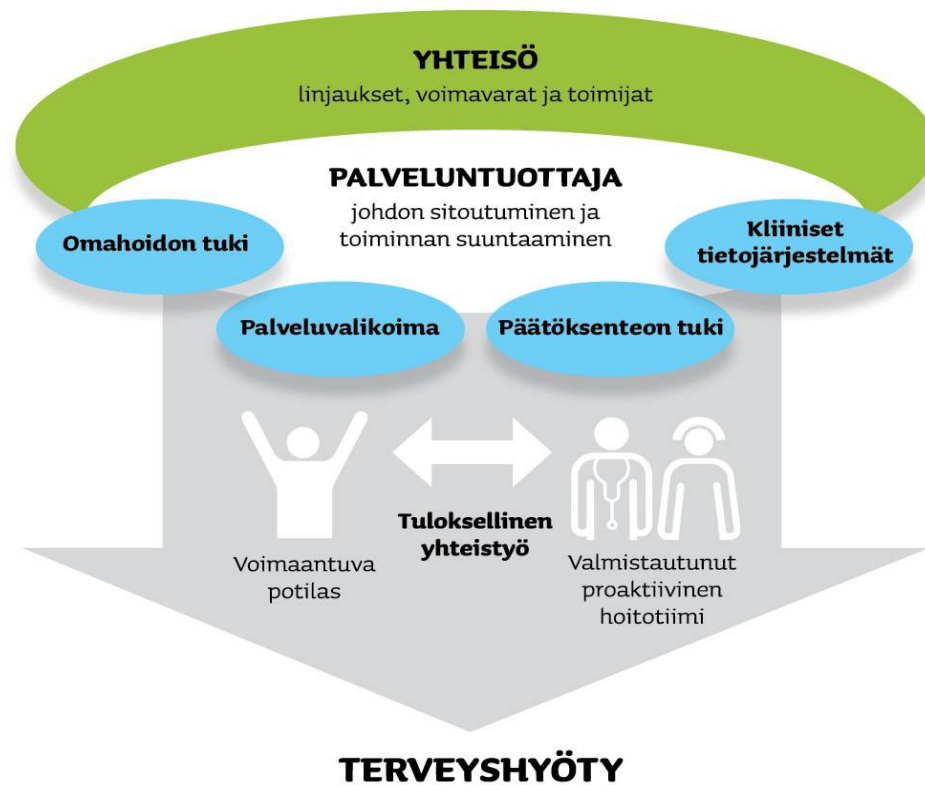 YHTEISÖ
linjaukset, voimavarat ja toimijat
PALVELUNTUOTTAJA
johdon sitoutuminen ja
toiminnan suuntaaminen
Omahoidon tuki
Kliiniset
tietojärjestelmät
Palveluvalikoima
Päätöksenteon tuki
Tuloksellinen
yhteistyö
Voimaantuva
potilas
Valmistautunut
proaktiivinen
hoitotiimi
TERVEYSHYÖTY